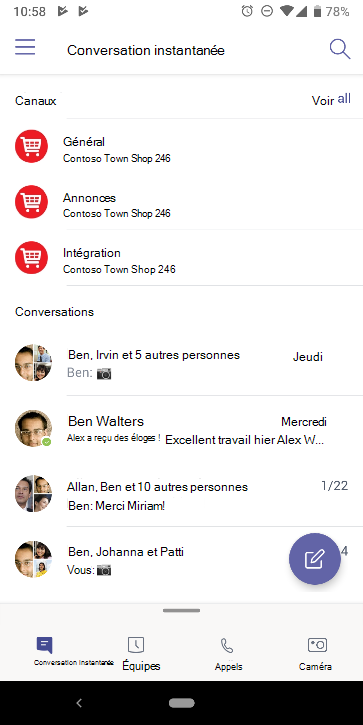 10:58 78%
Conversation instantanée
Canaux Voir all
Général
Contoso Town Shop 246
Annonces
Contoso Town Shop 246
Intégration
Contoso Town Shop 246
Conversations
Ben, Irvin et 5 autres personnes Jeudi
Ben:
Ben Walters Mercredi
Alex a reçu des éloges ! Excellent travail hier Alex W...
Allan, Ben et 10 autres personnes 1/22
Ben: Merci Miriam!
Ben, Johanna et Patti 4
Vous:
Conversation instantanée Équipes Appels Caméra